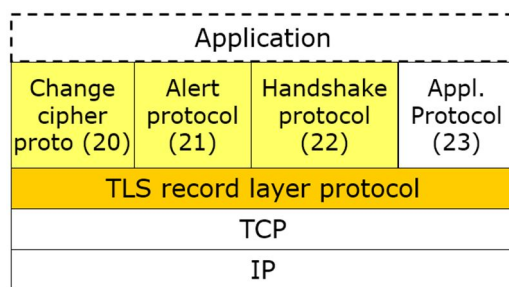 Application
Change
cipher
proto (20)
Alert
protocol
(21)
Handshake
protocol
(22)
Appl.
Protocol
(23)
TLS record layer protocol
TCP
IP